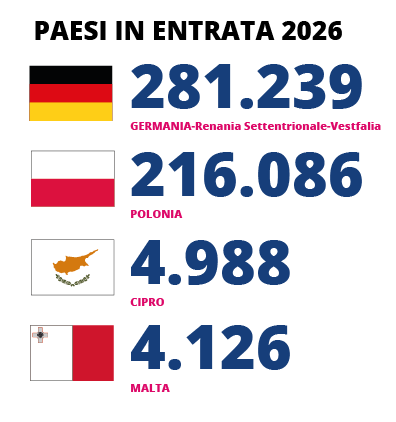 PAESI IN ENTRATA 2026
281.239
GERMANIA-Renania Settentrionale-Vestfalia
216.086
POLONIA
4.988
CIPRO
4.126
MALTA